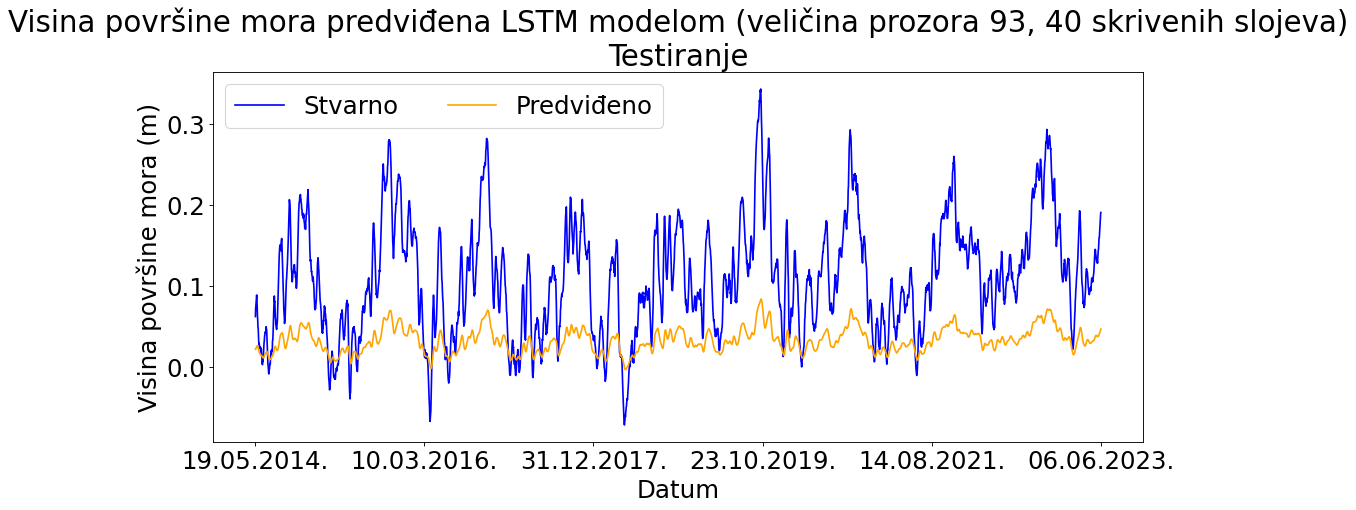 Visina površine mora predviđena LSTM modelom (veličina prozora 93, 40 skrivenih slojeva)
Testiranje
Stvarno Predviđeno
Visina površine mora (m)
0.3
0.2
0.1
0.0
19.05.2014. 10.03.2016. 31.12.2017. 23.10.2019. 14.08.2021. 06.06.2023.
Datum